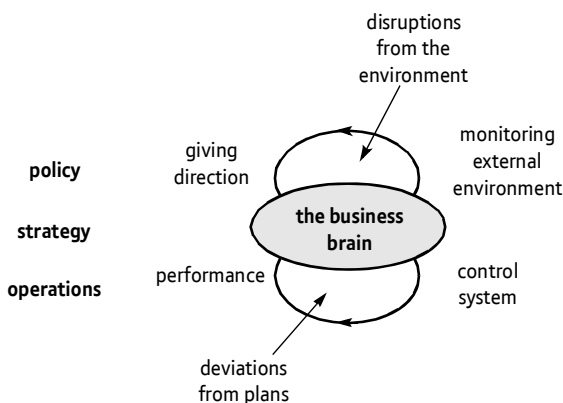 disruptions
from the
environment
giving
direction
monitoring
external
environment
policy
strategy
operations
the business
brain
performance
control
system
deviations
from plans